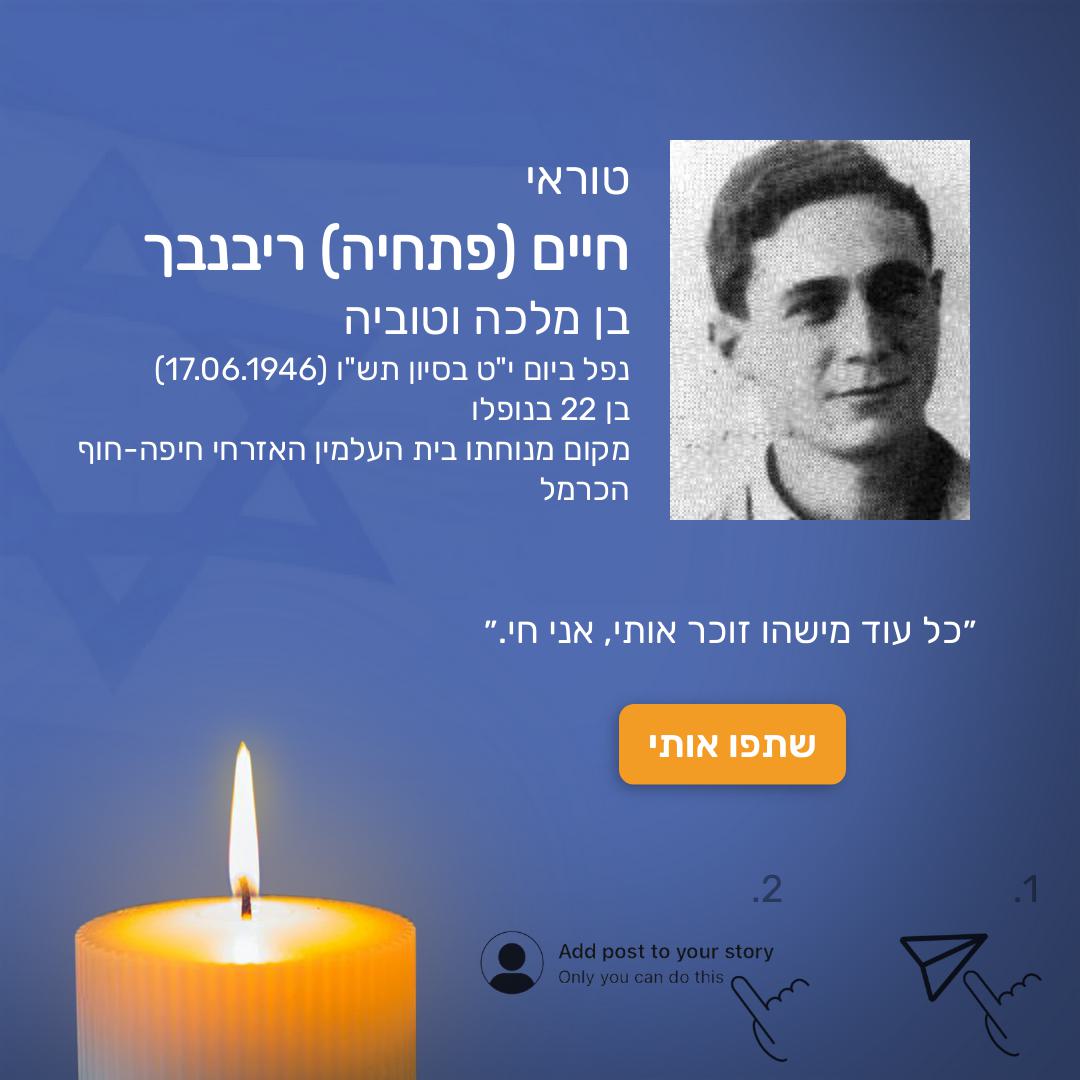 טוראי
חיים (פתחיה) ריבנבך
בן מלכה וטוביה
נפל ביום י"ט בסיון תש"ו (17.06.1946)
בן 22 בנופלו
מקום מנוחתו בית העלמין האזרחי חיפה-חוף
הכרמל
״כל עוד מישהו זוכר אותי, אני חי.״
שתפו אותי
.1
.2
Add post to your story
Only you can do this